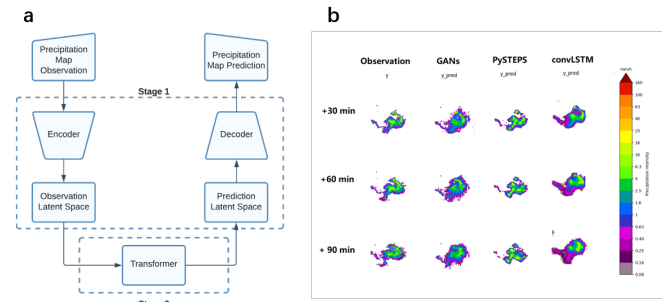 a
Precipitation
Map
Observation
Precipitation
Map Prediction
Stage 1
Encoder
Decoder
Observation
Latent Space
Prediction
Latent Space
Transformer
b
Observation
GANs
PySTEPS
convLSTM
y
y_pred
y_pred
y_pred
+30 min
+60 min
+ 90 min
mm/h
160
100
63
40
25
16
10
6.3
4
2.5
1.6
1
0.63
0.40
0.25
0.16
0.08
Precipitation intensity